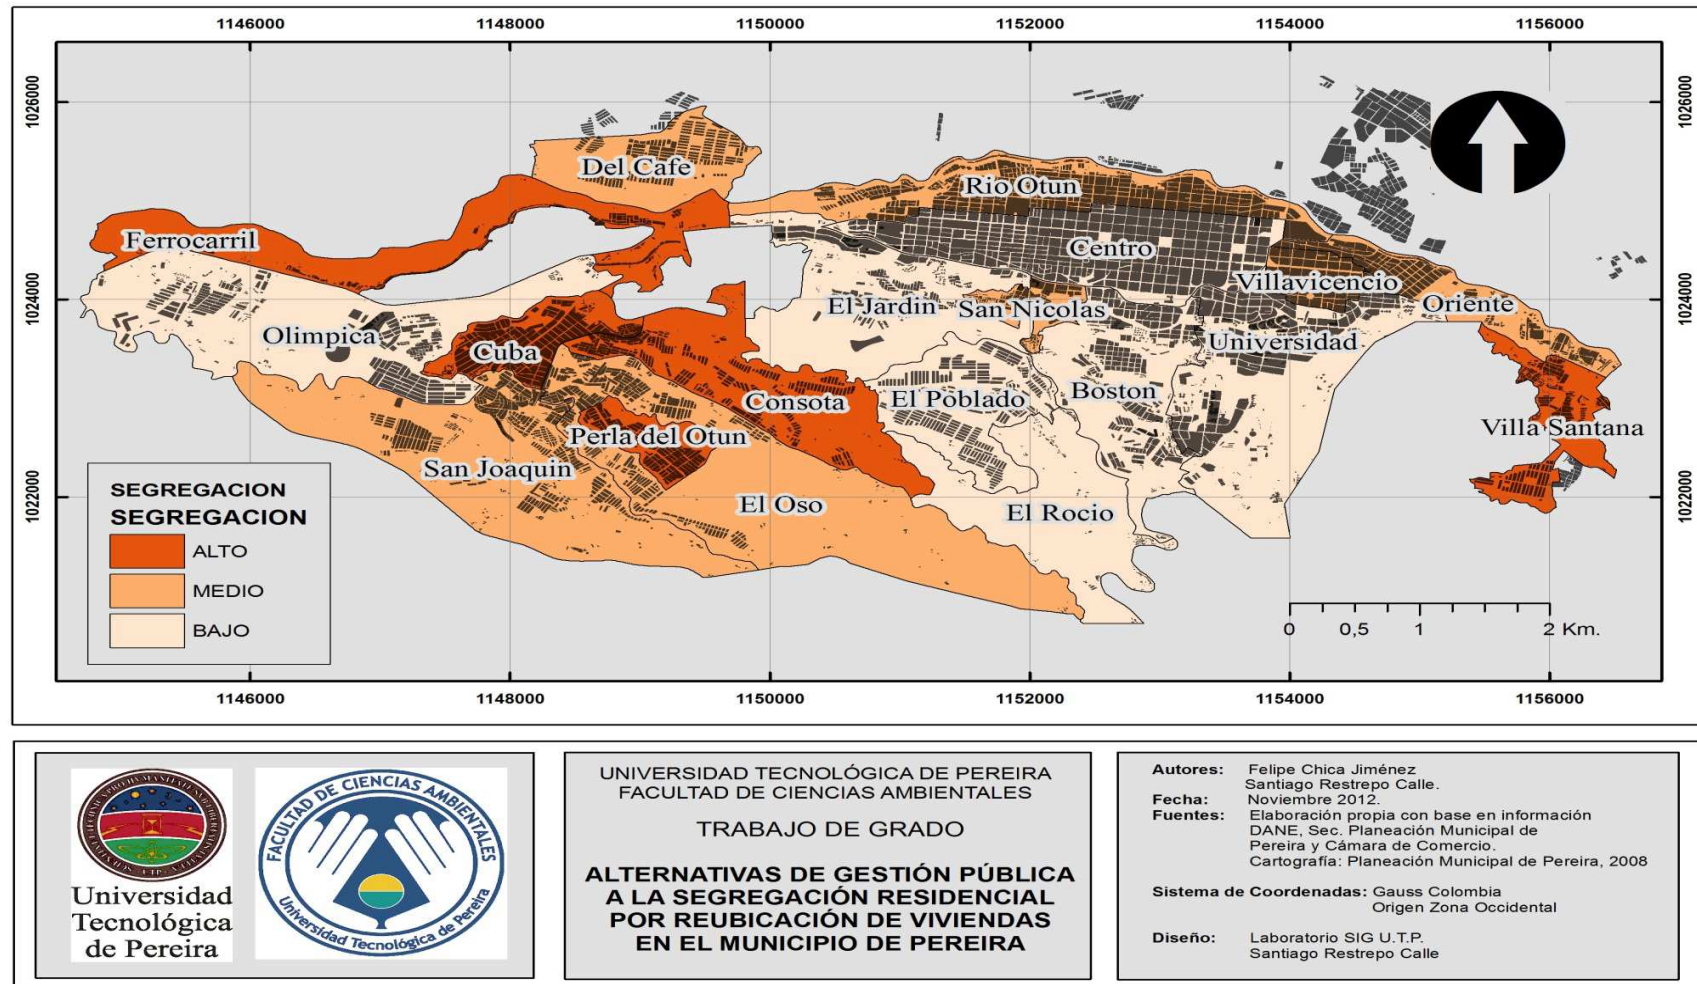 1146000 1148000 1150000 1152000 1154000 1156000
1026000 1026000
Del Cafe
Rio Otun
Ferrocarril
Centro
Villavicencio
1024000 1024000
El Jardin
San Nicolas
Oriente
Olimpica
Universidad
Cuba
Consota
El Poblado
Boston
Perla del Otun
Villa Santana
San Joaquin
1022000 1022000
El Oso
El Rocio
SEGREGACION
SEGREGACION
ALTO
MEDIO
BAJO
0 0,5 1 2 Km.
1146000 1148000 1150000 1152000 1154000 1156000
Universidad
Tecnológica
de Pereira
FACULTAD DE CIENCIAS AMBIENTALES
Universidad Tecnológica de Pereira
UNIVERSIDAD TECNOLÓGICA DE PEREIRA
FACULTAD DE CIENCIAS AMBIENTALES
TRABAJO DE GRADO
ALTERNATIVAS DE GESTIÓN PÚBLICA
A LA SEGREGACIÓN RESIDENCIAL
POR REUBICACIÓN DE VIVIENDAS
EN EL MUNICIPIO DE PEREIRA
Autores: Felipe Chica Jiménez
Santiago Restrepo Calle.
Fecha: Noviembre 2012.
Fuentes: Elaboración propia con base en información
DANE, Sec. Planeación Municipal de
Pereira y Cámara de Comercio.
Cartografía: Planeación Municipal de Pereira, 2008
Sistema de Coordenadas: Gauss Colombia
Origen Zona Occidental
Diseño: Laboratorio SIG U.T.P.
Santiago Restrepo Calle